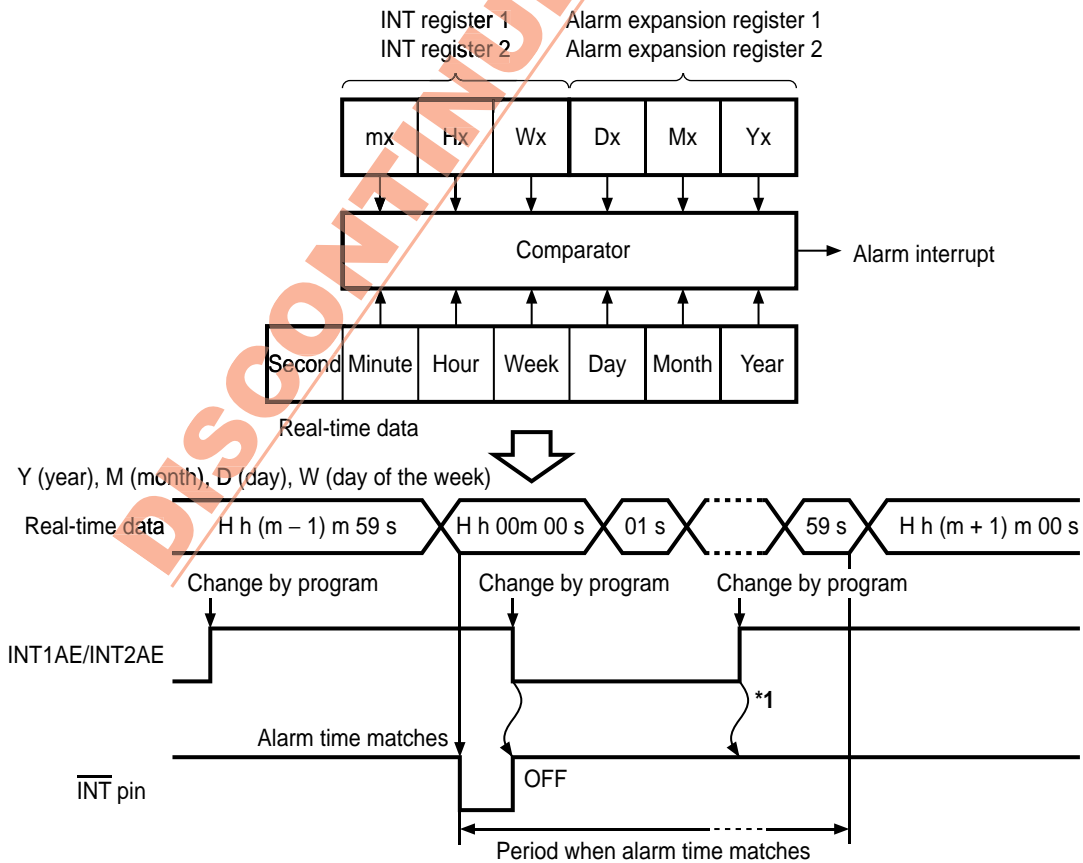 INT register 1 Alarm expansion register 1
INT register 2 Alarm expansion register 2
mx Hx Wx Dx Mx Yx
Comparator
Alarm interrupt
Second Minute Hour Week Day Month Year
Real-time data
Y (year), M (month), D (day), W (day of the week)
Real-time data H h (m − 1) m 59 s H h 00m 00 s 01 s 59 s H h (m + 1) m 00 s
Change by program Change by program Change by program
INT1AE/INT2AE
*1
Alarm time matches
OFF
INT pin
Period when alarm time matches
DISCONTINU